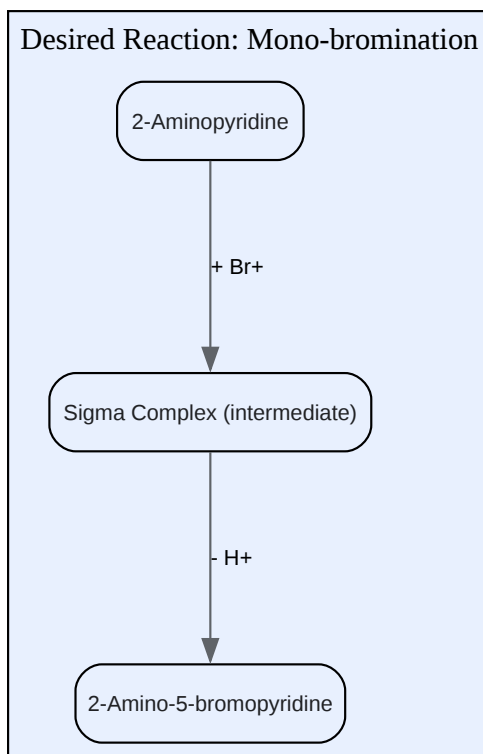 Desired Reaction: Mono-bromination
2-Aminopyridine
+ Br+
Sigma Complex (intermediate)
- H+
2-Amino-5-bromopyridine